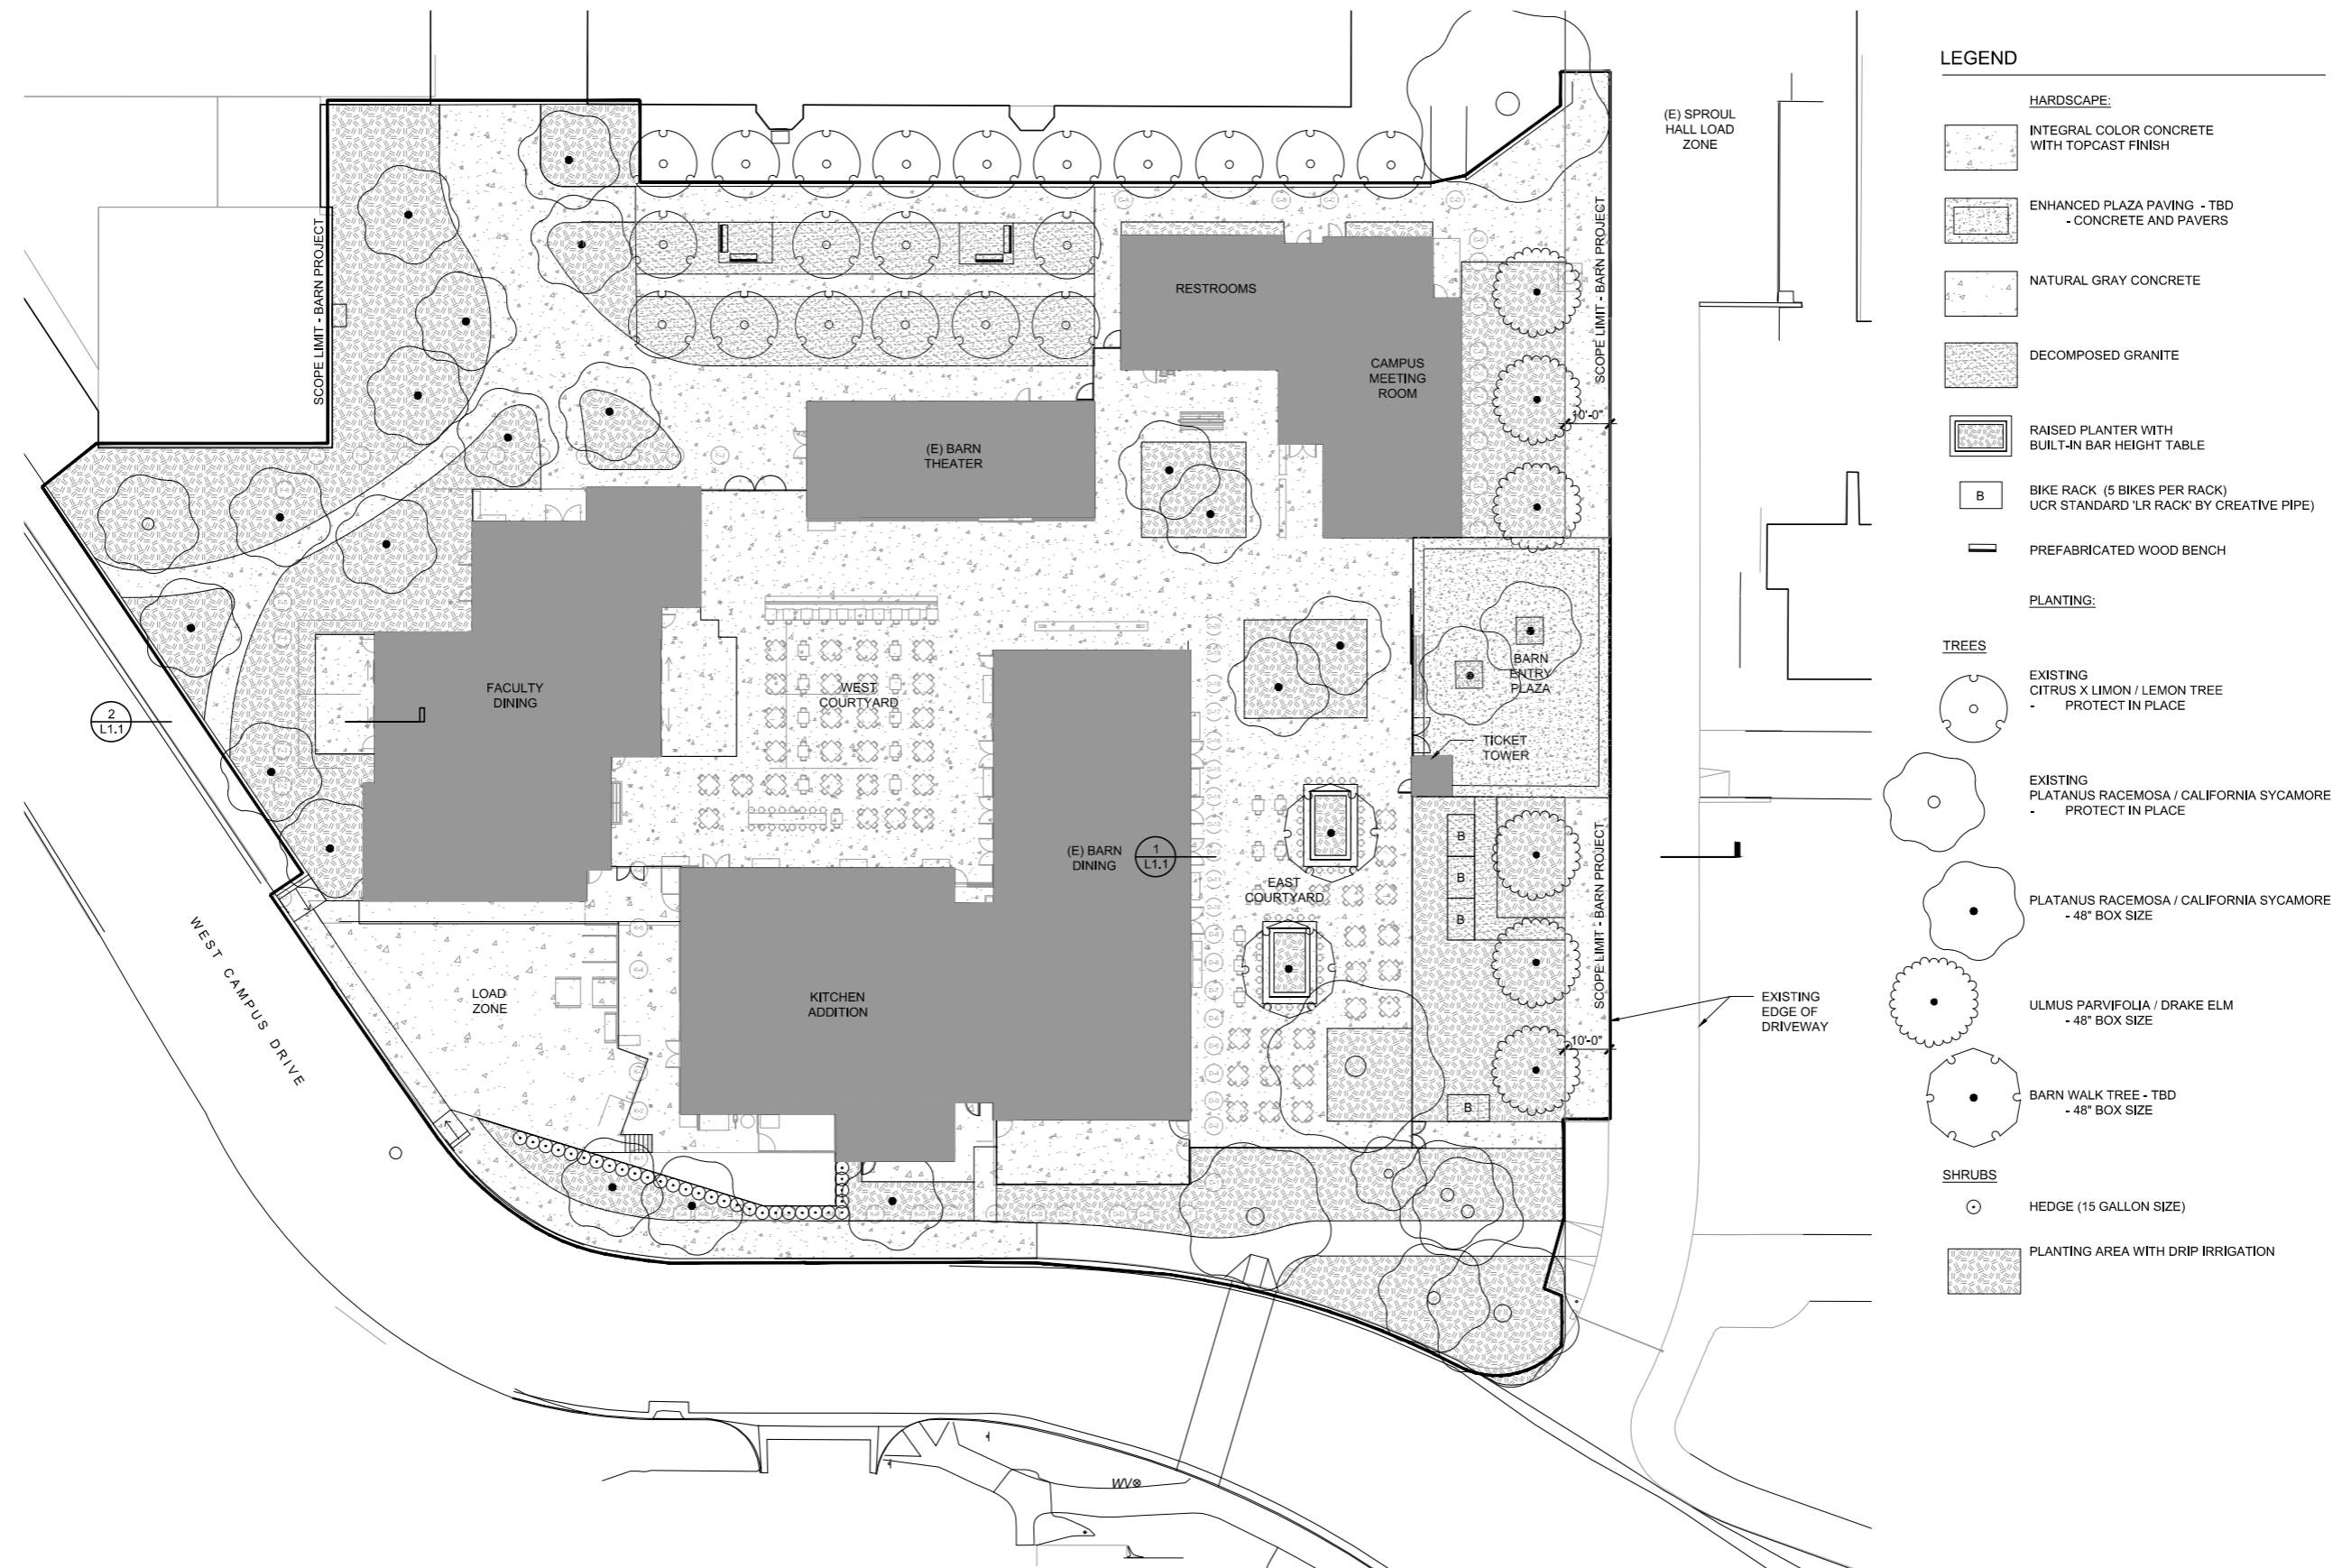 LEGEND
HARDSCAPE:
INTEGRAL COLOR CONCRETE
WITH TOPCAST FINISH
ENHANCED PLAZA PAVING - TBD
- CONCRETE AND PAVERS
NATURAL GRAY CONCRETE
DECOMPOSED GRANITE
RAISED PLANTER WITH
BUILT-IN BAR HEIGHT TABLE
B
BIKE RACK (5 BIKES PER RACK)
UCR STANDARD 'LR RACK' BY CREATIVE PIPE)
PREFABRICATED WOOD BENCH
PLANTING:
TREES
EXISTING
CITRUS X LIMON / LEMON TREE
- PROTECT IN PLACE
EXISTING
PLATANUS RACEMOSA / CALIFORNIA SYCAMORE
- PROTECT IN PLACE
PLATANUS RACEMOSA / CALIFORNIA SYCAMORE
- 48" BOX SIZE
ULMUS PARVIFOLIA / DRAKE ELM
- 48" BOX SIZE
BARN WALK TREE - TBD
- 48" BOX SIZE
SHRUBS
HEDGE (15 GALLON SIZE)
PLANTING AREA WITH DRIP IRRIGATION
(E) SPROUL
HALL LOAD
ZONE
SCOPE LIMIT - BARN PROJECT
SCOPE LIMIT - BARN PROJECT
RESTROOMS
CAMPUS
MEETING
ROOM
10'-0"
(E) BARN
THEATER
FACULTY
DINING
WEST
COURTYARD
BARN
ENTRY
PLAZA
TICKET
TOWER
2
L1.1
(E) BARN
DINING
1
L1.1
EAST
COURTYARD
B
B
B
SCOPE LIMIT - BARN PROJECT
WEST CAMPUS DRIVE
LOAD
ZONE
KITCHEN
ADDITION
EXISTING
EDGE OF
DRIVEWAY
10'-0"
B
WV